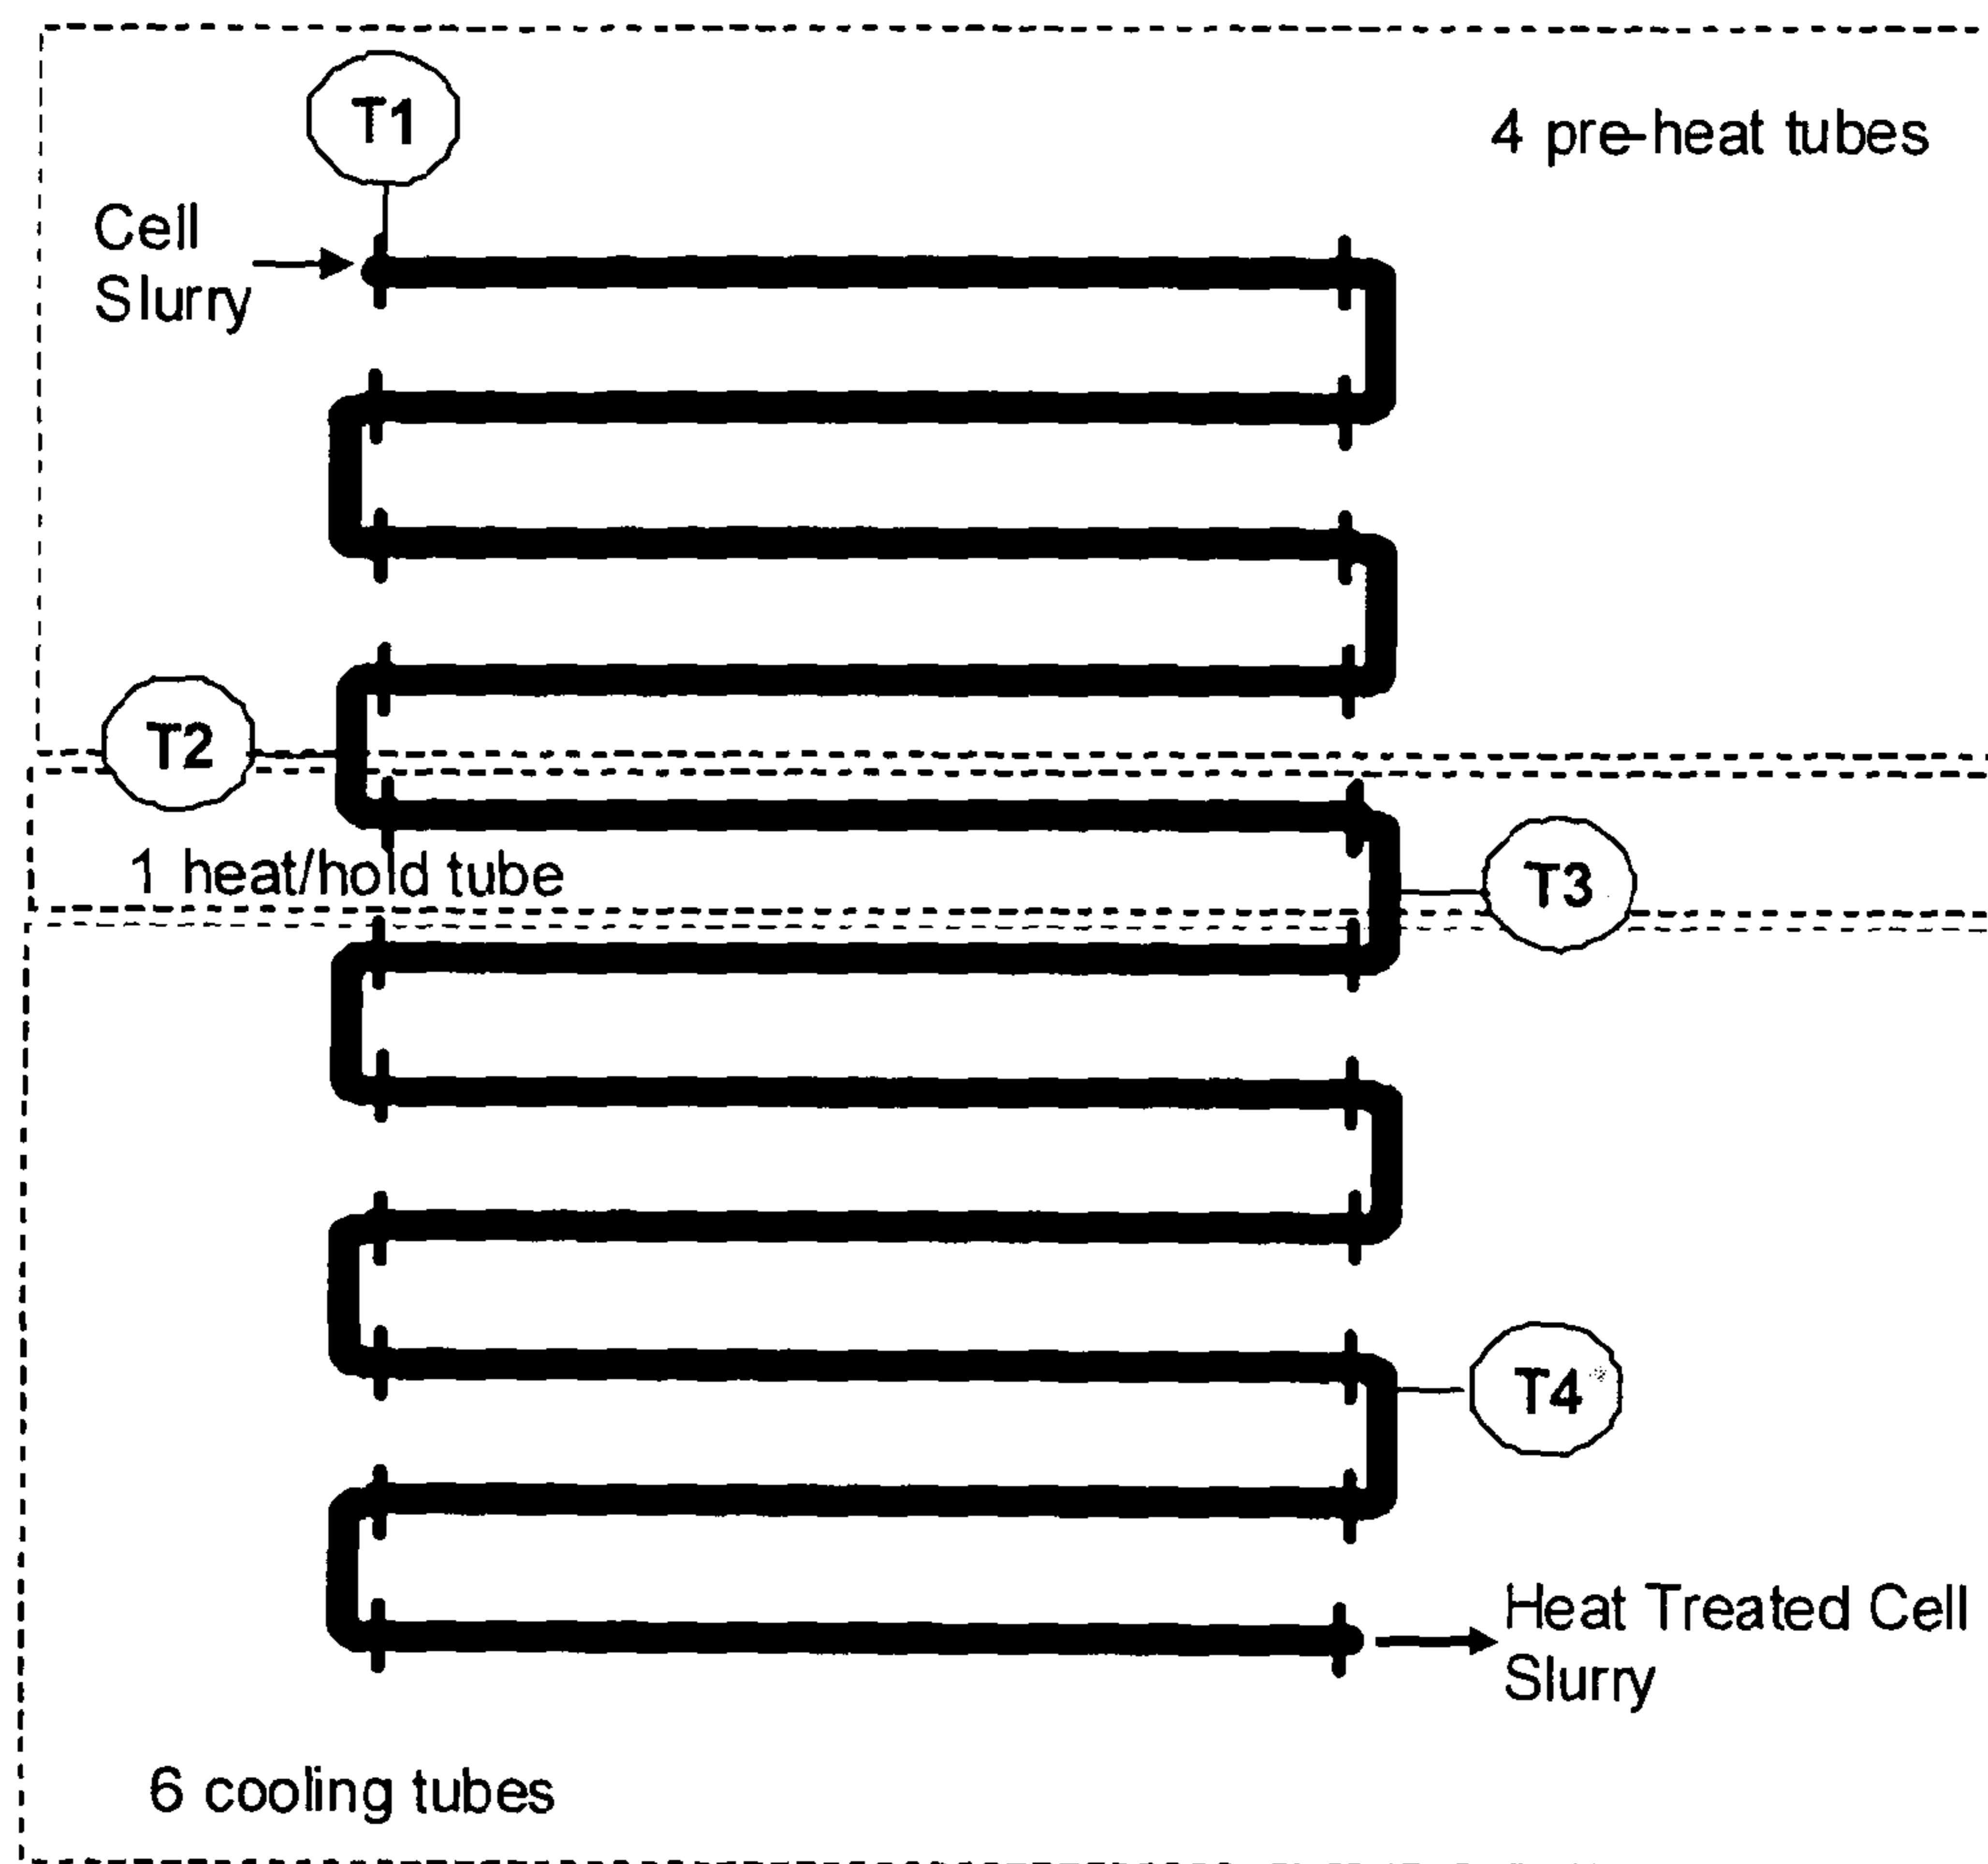 T1
4 pre-heat tubes
Cell
Slurry
T2
1 heat/hold tube
T3
T4
Heat Treated Cell
Slurry
6 cooling tubes